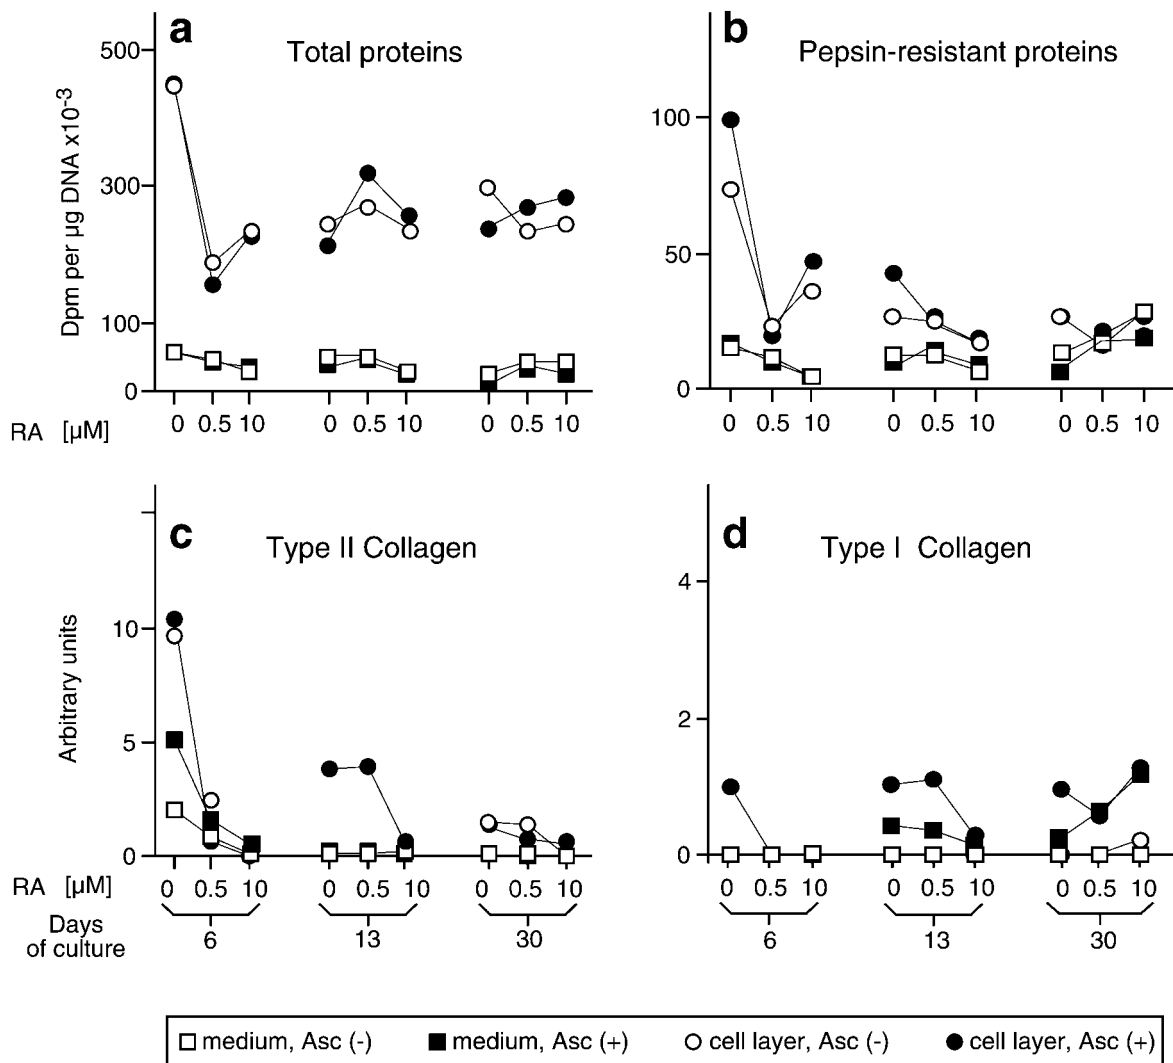 a
b
Total proteins
Pepsin-resistant proteins
Dpm per µg DNA x10-3
500
300
100
0
100
50
0
RA [µM]
0 0.5 10 0 0.5 10 0 0.5 10
0 0.5 10 0 0.5 10 0 0.5 10
c
d
Type II Collagen
Type I Collagen
Arbitrary units
10
5
0
4
2
0
RA [µM]
0 0.5 10 0 0.5 10 0 0.5 10
0 0.5 10 0 0.5 10 0 0.5 10
Days
of culture
6 13 30
6 13 30
medium, Asc (-) medium, Asc (+) cell layer, Asc (-) cell layer, Asc (+)